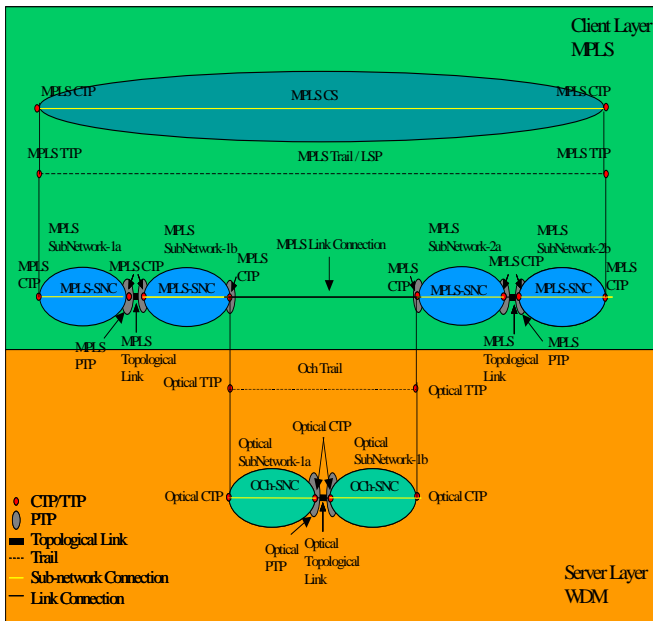 Client Layer
MPLS
MPLS CTP
MPLS CS
MPLS CTP
MPLS TTP
MPLS Trail / LSP
MPLS TTP
MPLS
SubNetwork-1a
MPLS
SubNetwork-1b
MPLS Link Connection
MPLS
SubNetwork-2a
MPLS
SubNetwork-2b
MPLS
CTP
MPLS CTP
MPLS
CTP
MPLS
CTP
MPLS CTP
MPLS
CTP
MPLS-SNC
MPLS-SNC
MPLS-SNC
MPLS-SNC
MPLS
PTP
MPLS
Topological
Link
MPLS
Topological
Link
MPLS
PTP
Och Trail
Optical TTP
Optical TTP
Optical CTP
Optical
SubNetwork-1a
Optical
SubNetwork-1b
Optical CTP
OCh-SNC
OCh-SNC
Optical CTP
Optical
PTP
Optical
Topological
Link
CTP/TTP
PTP
Topological Link
Trail
Sub-network Connection
Link Connection
Server Layer
WDM